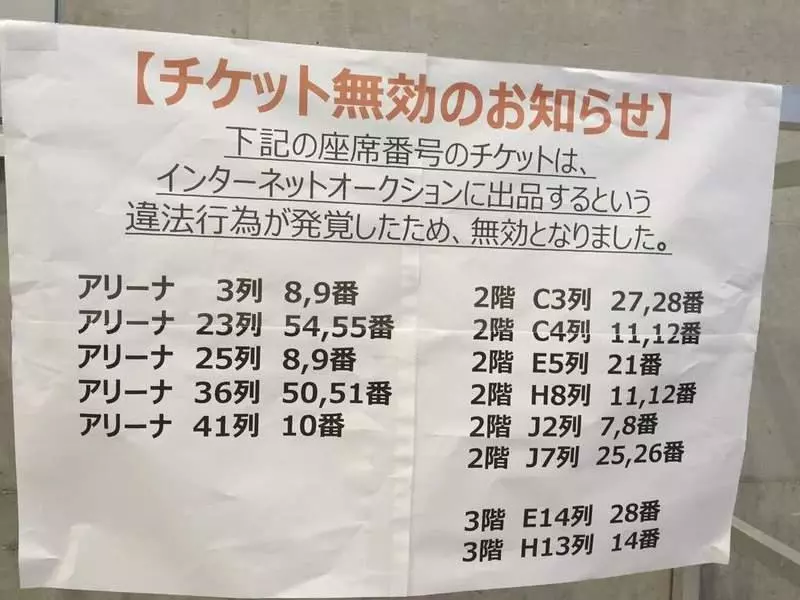 【チケット無効のお知らせ】
下記の座席番号のチケットは、
インターネットオークションに出品するという
違法行為が発覚したため、無効となりました。
アリーナ 3列 8,9番
アリーナ 23列 54,55番
アリーナ 25列 8,9番
アリーナ 36列 50,51番
アリーナ 41列 10番
2階 C3列 27,28番
2階 C4列 11,12番
2階 E5列 21番
2階 H8列 11,12番
2階 J2列 7,8番
2階 J7列 25,26番
3階 E14列 28番
3階 H13列 14番